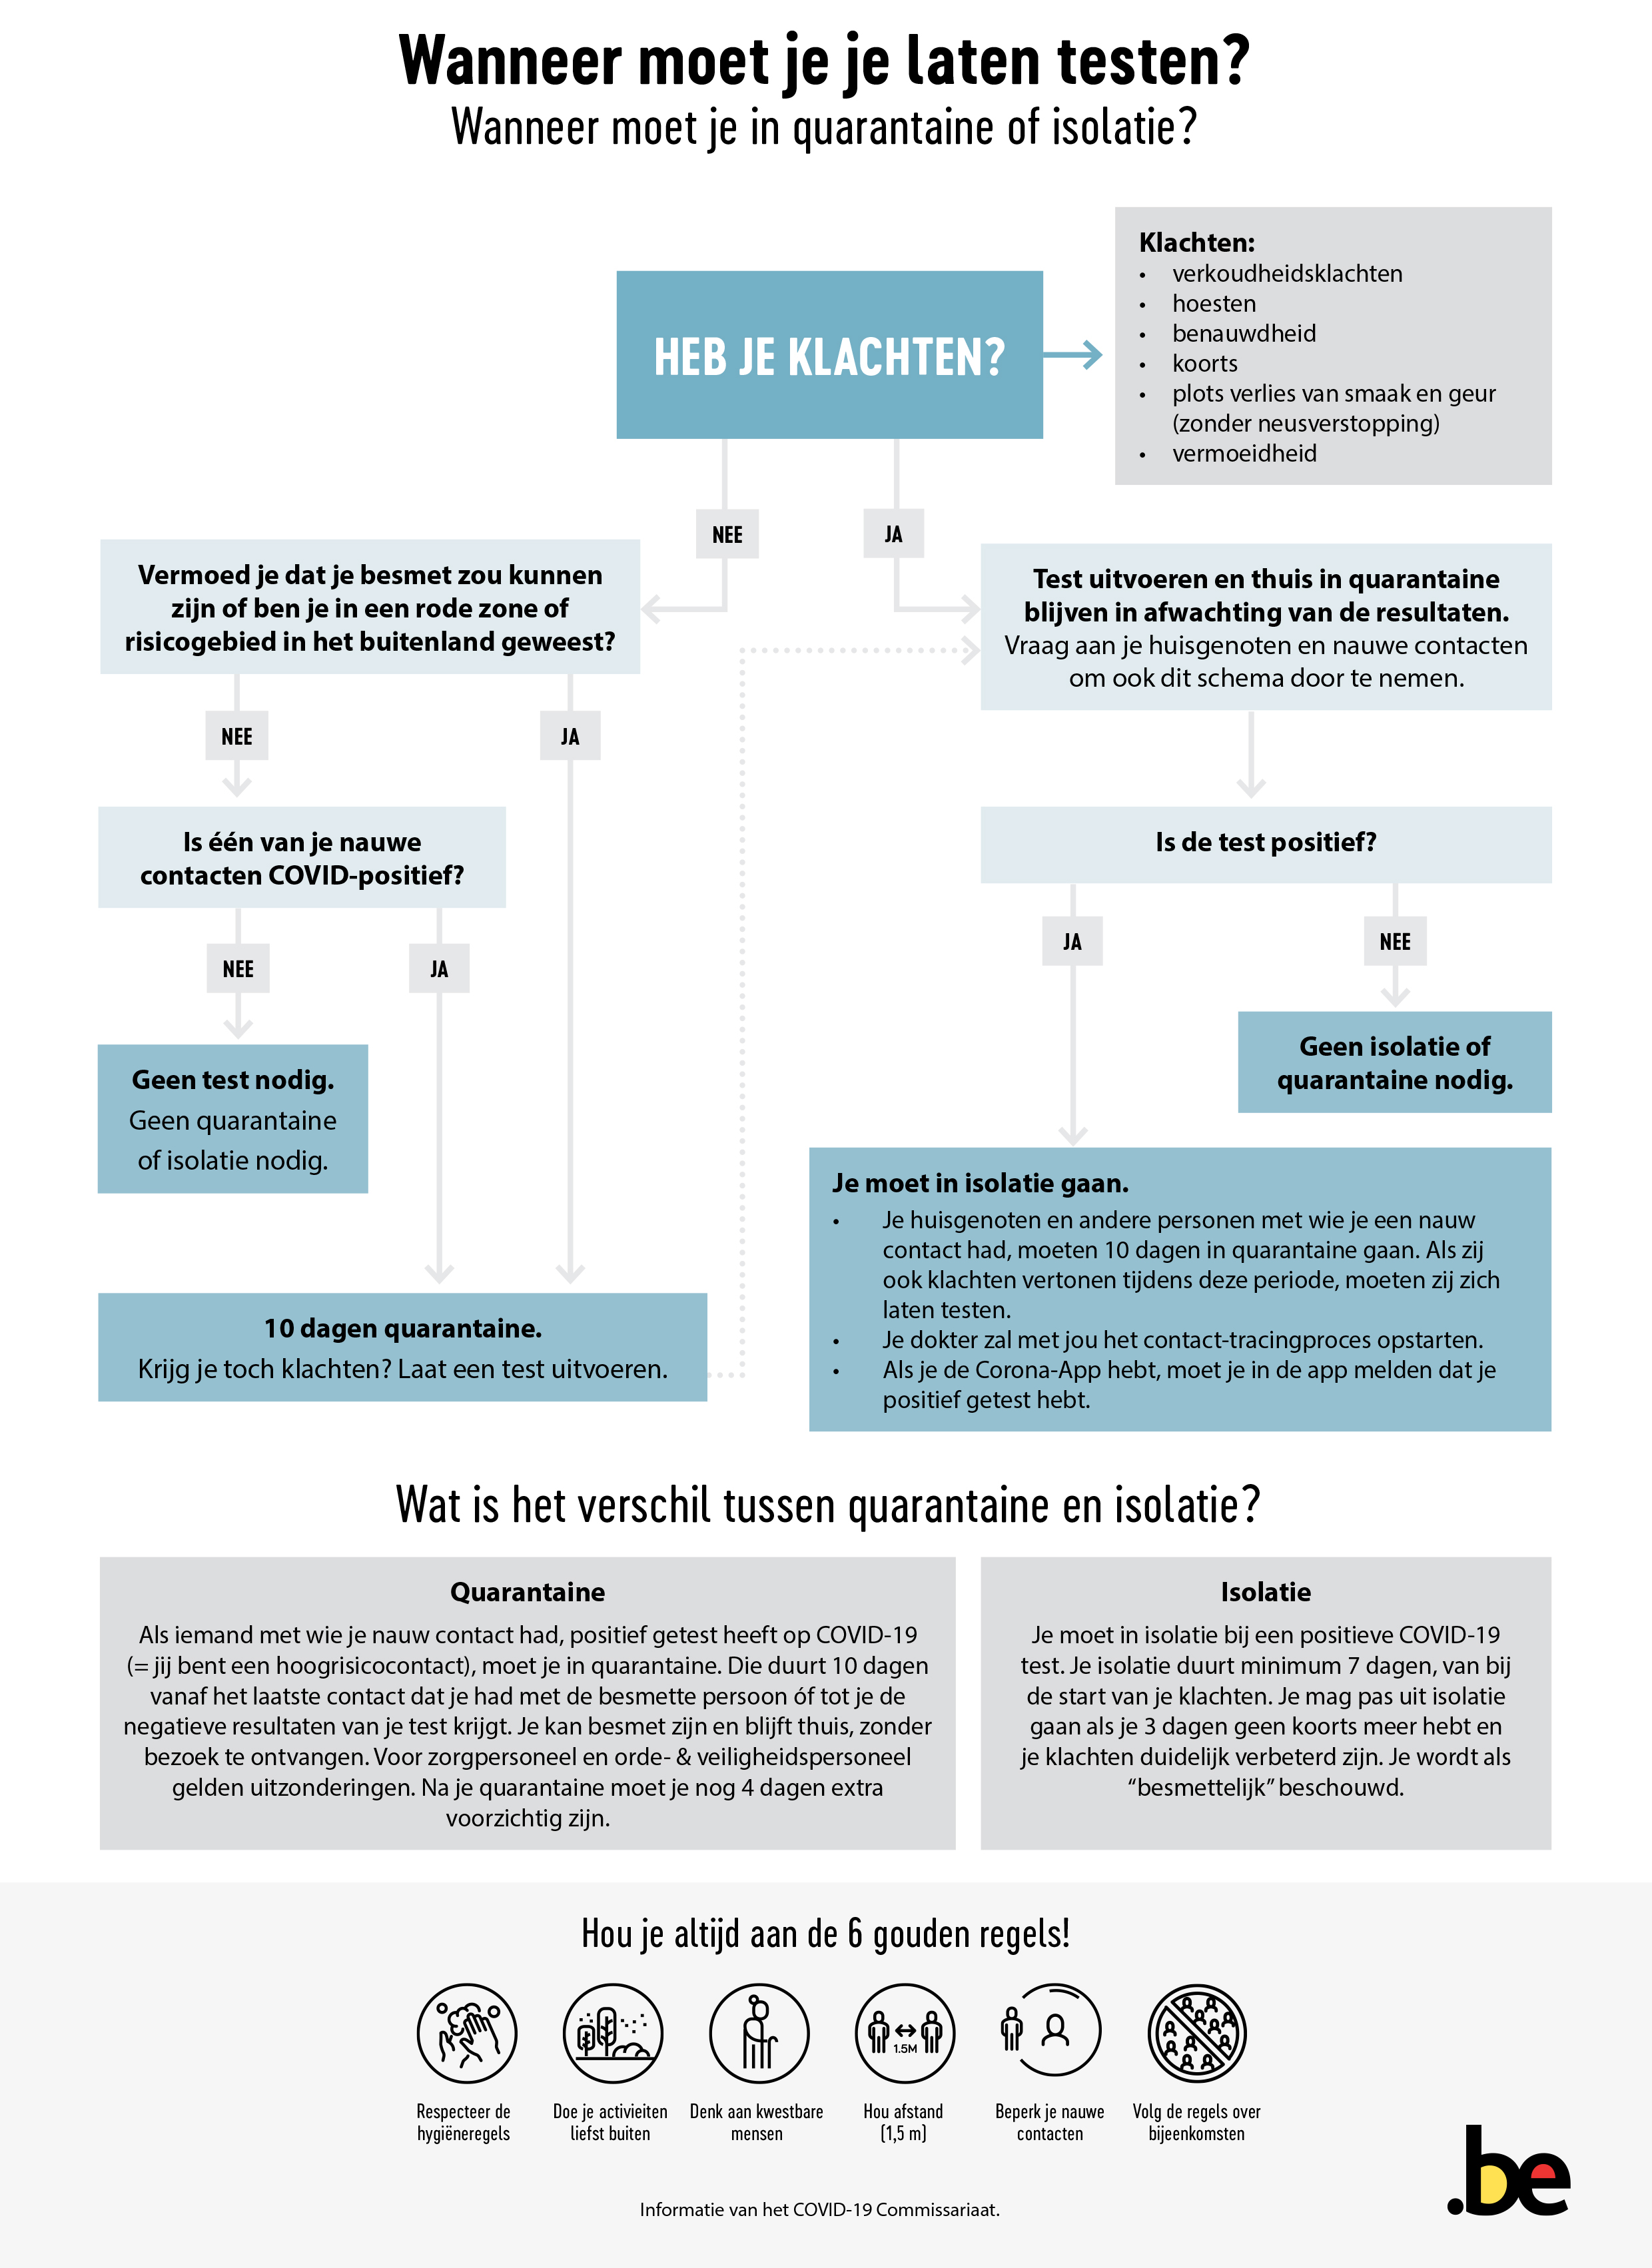 Wanneer moet je je laten testen?
Wanneer moet je in quarantaine of isolatie?
Klachten:
• verkoudheidsklachten
• hoesten
• benauwdheid
• koorts
• plots verlies van smaak en geur
(zonder neusverstopping)
• vermoeidheid
HEB JE KLACHTEN?
NEE
JA
Vermoed je dat je besmet zou kunnen
zijn of ben je in een rode zone of
risicogebied in het buitenland geweest?
Test uitvoeren en thuis in quarantaine
blijven in afwachting van de resultaten.
Vraag aan je huisgenoten en nauwe contacten
om ook dit schema door te nemen.
NEE
JA
Is één van je nauwe
contacten COVID-positief?
Is de test positief?
NEE
JA
JA
NEE
Geen test nodig.
Geen quarantaine
of isolatie nodig.
Geen isolatie of
quarantaine nodig.
Je moet in isolatie gaan.
• Je huisgenoten en andere personen met wie je een nauw
contact had, moeten 10 dagen in quarantaine gaan. Als zij
ook klachten vertonen tijdens deze periode, moeten zij zich
laten testen.
• Je dokter zal met jou het contact-tracingproces opstarten.
• Als je de Corona-App hebt, moet je in de app melden dat je
positief getest hebt.
10 dagen quarantaine.
Krijg je toch klachten? Laat een test uitvoeren.
Wat is het verschil tussen quarantaine en isolatie?
Quarantaine
Als iemand met wie je nauw contact had, positief getest heeft op COVID-19
(= jij bent een hoogrisicocontact), moet je in quarantaine. Die duurt 10 dagen
vanaf het laatste contact dat je had met de besmette persoon óf tot je de
negatieve resultaten van je test krijgt. Je kan besmet zijn en blijft thuis, zonder
bezoek te ontvangen. Voor zorgpersoneel en orde- & veiligheidspersoneel
gelden uitzonderingen. Na je quarantaine moet je nog 4 dagen extra
voorzichtig zijn.
Isolatie
Je moet in isolatie bij een positieve COVID-19
test. Je isolatie duurt minimum 7 dagen, van bij
de start van je klachten. Je mag pas uit isolatie
gaan als je 3 dagen geen koorts meer hebt en
je klachten duidelijk verbeterd zijn. Je wordt als
“besmettelijk” beschouwd.
Hou je altijd aan de 6 gouden regels!
1.5M
Respecteer de
hygiëneregels
Doe je activieiten
liefst buiten
Denk aan kwestbare
mensen
Hou afstand
(1,5 m)
Beperk je nauwe
contacten
Volg de regels over
bijeenkomsten
Informatie van het COVID-19 Commissariaat.
.be